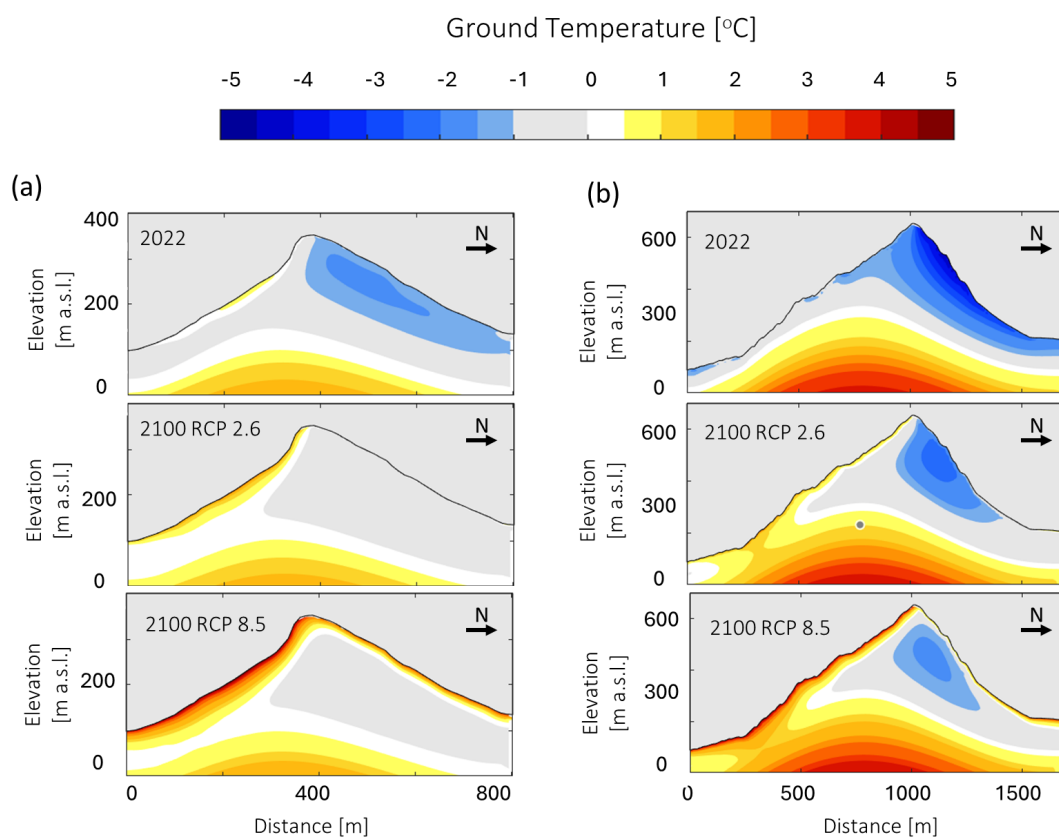 Ground Temperature [°C]
-5 -4 -3 -2 -1 0 1 2 3 4 5
(a)
400
200
0
Elevation
[m a.s.l.]
2022
N
200
0
Elevation
[m a.s.l.]
2100 RCP 2.6
N
200
0
Elevation
[m a.s.l.]
2100 RCP 8.5
N
0 400 800
Distance [m]
(b)
600
300
0
Elevation
[m a.s.l.]
2022
N
600
300
0
Elevation
[m a.s.l.]
2100 RCP 2.6
N
600
300
0
Elevation
[m a.s.l.]
2100 RCP 8.5
N
0 500 1000 1500
Distance [m]